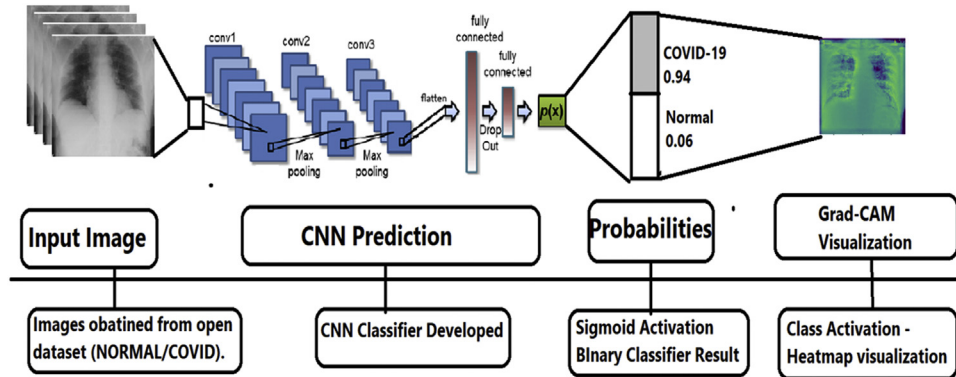 conv1
conv2
conv3
Max
pooling
Max
pooling
flatten
fully
connected
Drop
Out
fully
connected
p(x)
COVID-19
0.94
Normal
0.06
Input Image
CNN Prediction
Probabilities
Grad-CAM
Visualization
Images obatined from open
dataset (NORMAL/COVID).
CNN Classifier Developed
Sigmoid Activation
BInary Classifier Result
Class Activation -
Heatmap visualization